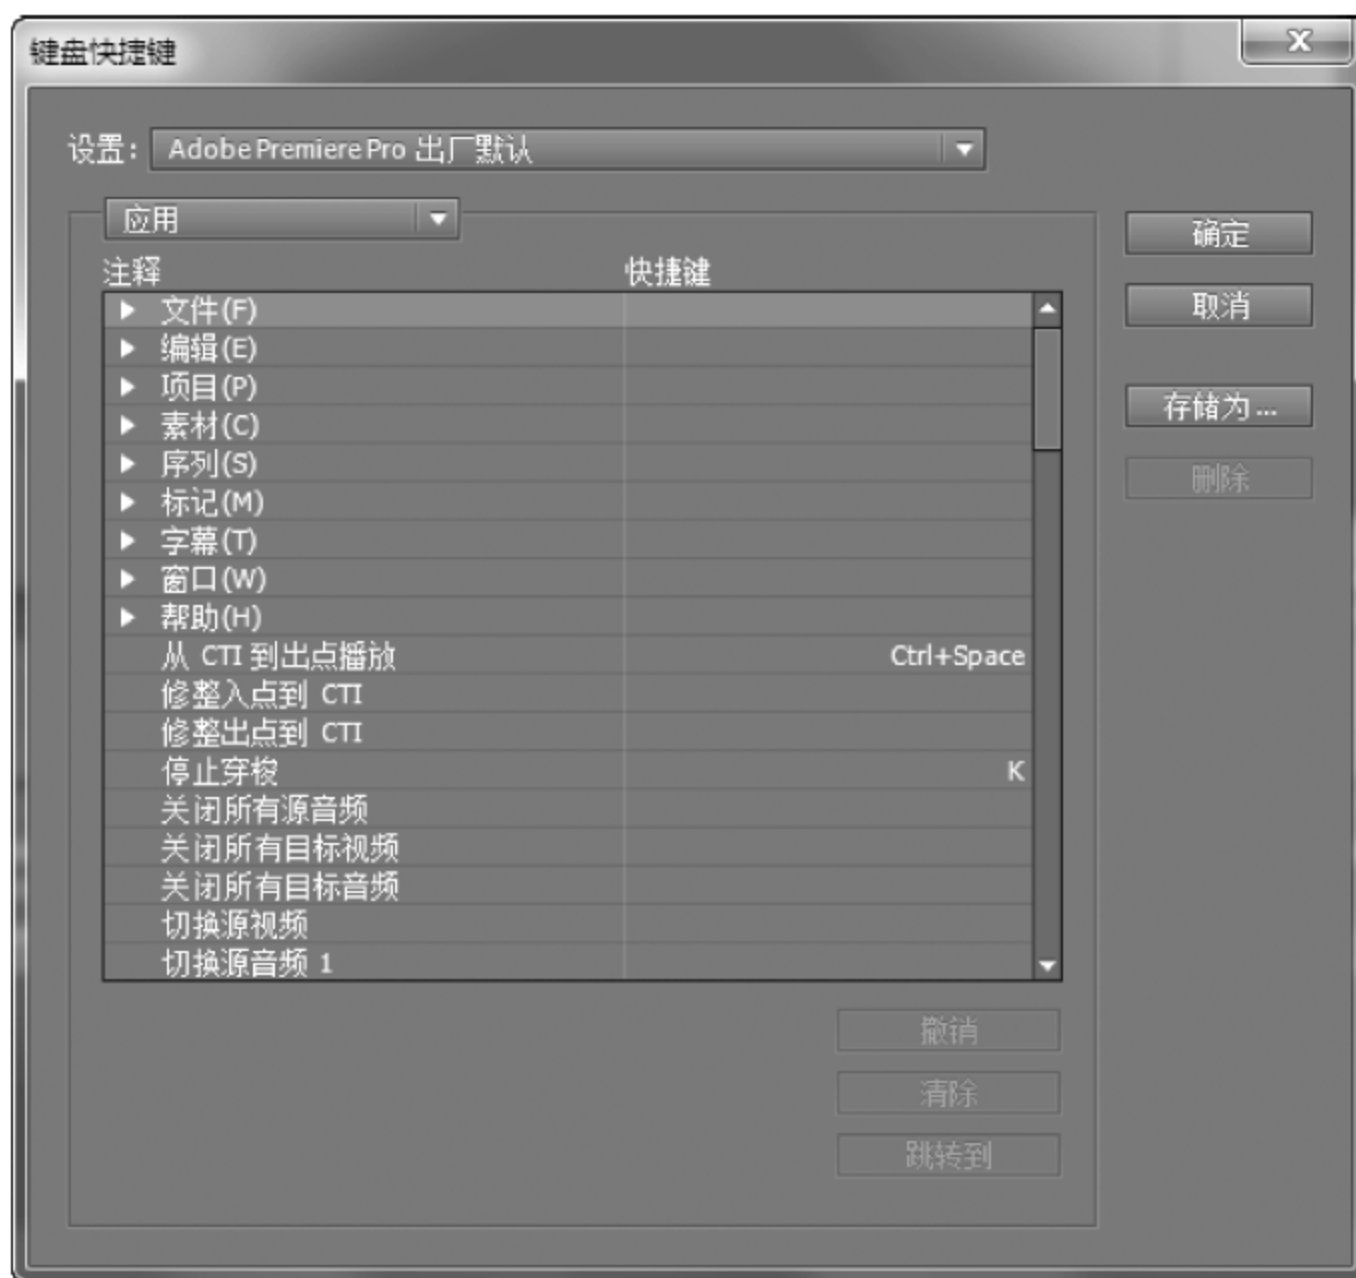 键盘快捷键
X
设置: Adobe Premiere Pro 出厂默认
应用
确定
注释 快捷键
文件(F)
取消
编辑(E)
项目(P)
存储为...
素材(C)
序列(S)
删除
标记(M)
字幕(T)
窗口(W)
帮助(H)
从 CTI 到出点播放 Ctrl+Space
修整入点到 CTI
修整出点到 CTI
停止穿梭 K
关闭所有源音频
关闭所有目标视频
关闭所有目标音频
切换源视频
切换源音频 1
撤销
清除
跳转到